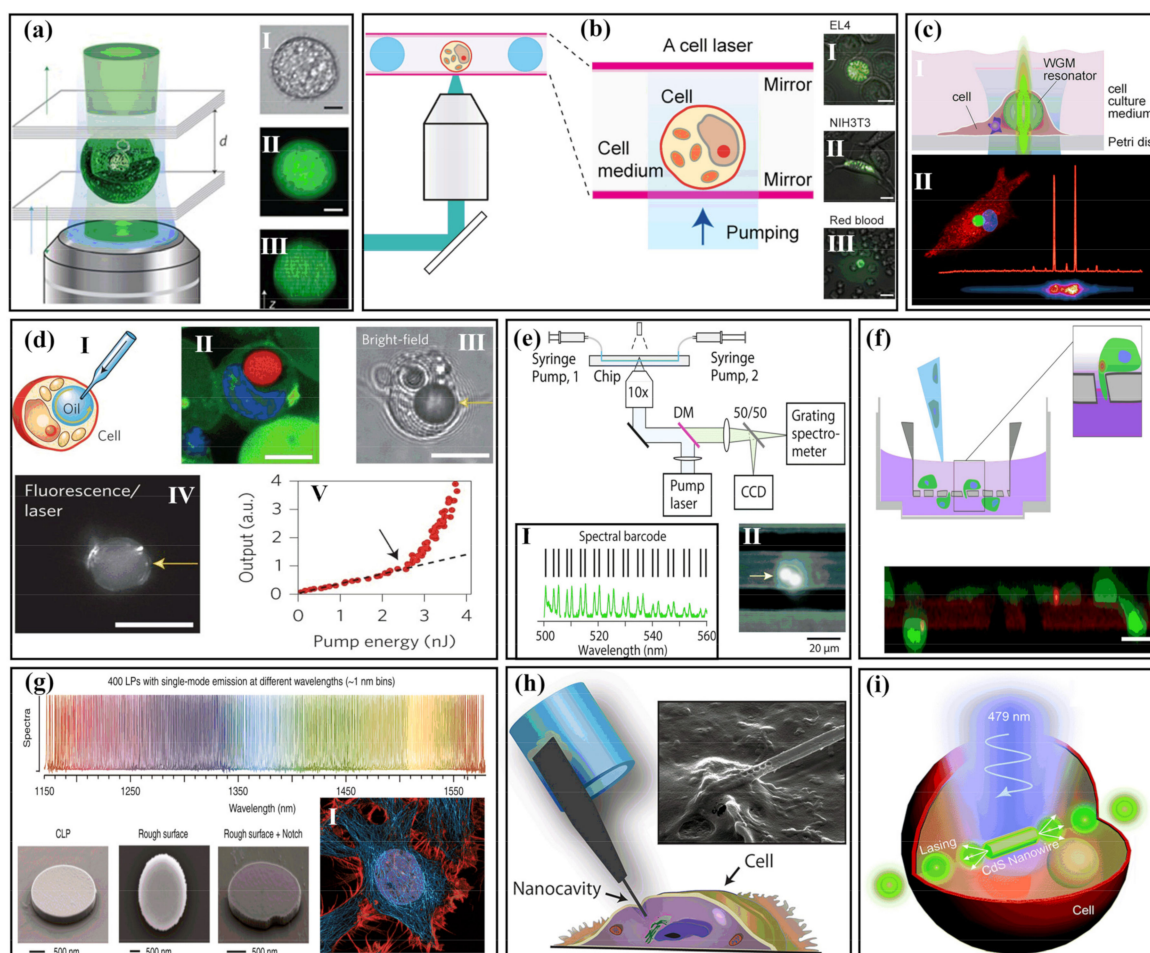 (a)
d
I
II
III
z
(b)
A cell laser
Mirror
Cell
Cell
medium
Mirror
Pumping
EL4
I
NIH3T3
II
Red blood
III
(c)
I
WGM
resonator
cell
cell
culture
medium
Petri dis
II
(d)
I
Oil
Cell
II
Bright-field
III
Fluorescence/
laser
IV
V
Output (a.u.)
4
3
2
1
0
0 1 2 3 4
Pump energy (nJ)
(e)
Syringe
Pump, 1
Chip
Syringe
Pump, 2
10x
DM
50/50
Grating
spectro-
meter
Pump
laser
CCD
I
Spectral barcode
500 520 540 560
Wavelength (nm)
II
20 µm
(f)
(g)
400 LPs with single-mode emission at different wavelengths (~1 nm bins)
Spectra
1150 1250 1350 1450 1550
Wavelength (nm)
CLP
Rough surface
Rough surface + Notch
500 nm
500 nm
500 nm
I
(h)
Nanocavity
Cell
(i)
479 nm
Lasing
CdS Nanowire
Cell